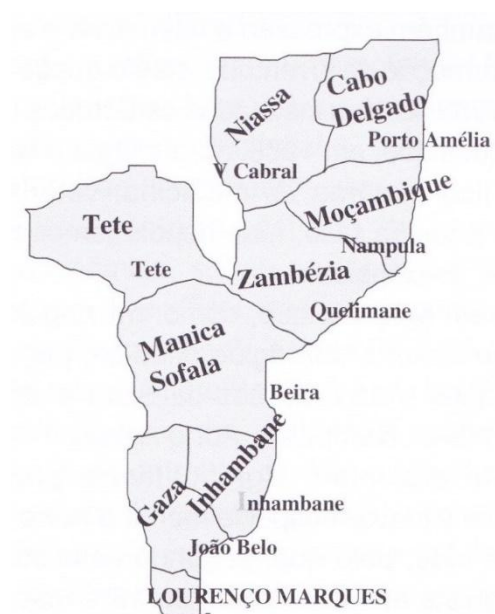 Niassa
Cabo
Delgado
Porto Amélia
V Cabral
Moçambique
Nampula
Tete
Tete
Zambézia
Quelimane
Manica
Sofala
Beira
Gaza
Inhambane
Inhambane
João Belo
LOURENÇO MARQUES